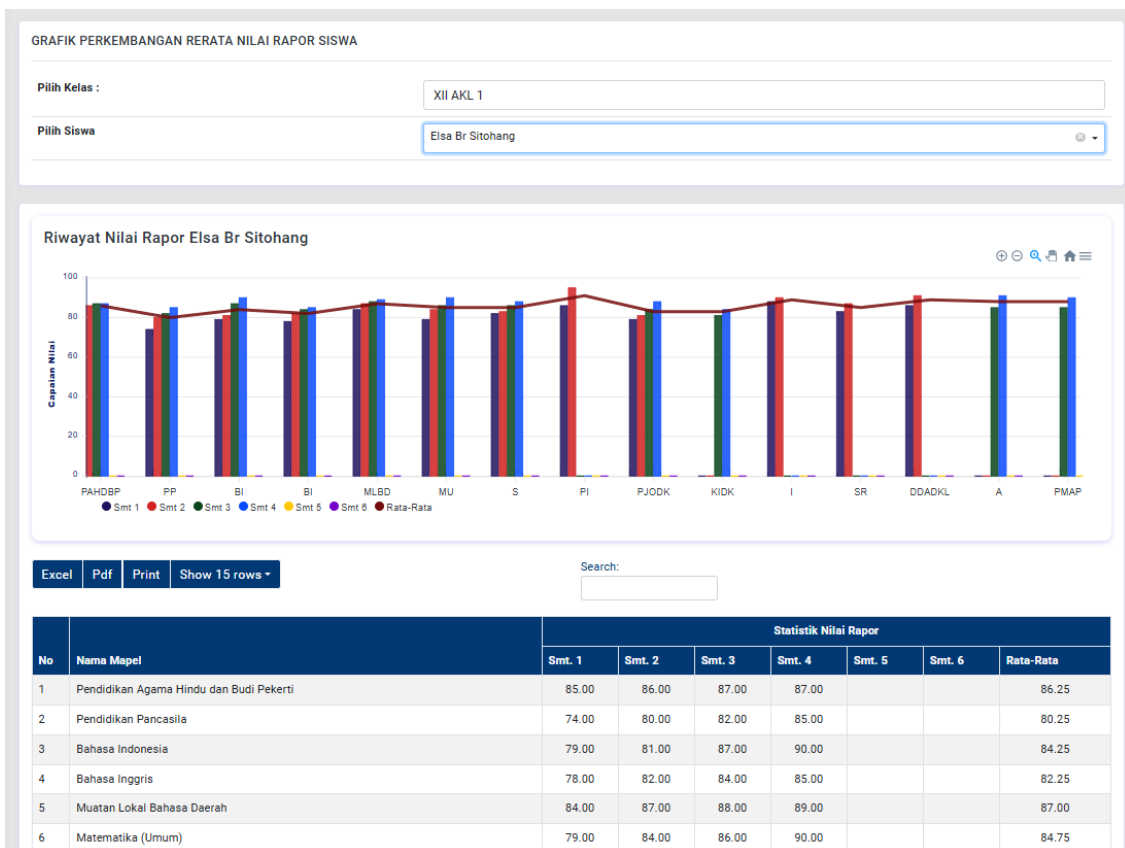 GRAFIK PERKEMBANGAN RERATA NILAI RAPOR SISWA
Pilih Kelas :
XII AKL 1
Pilih Siswa
Elsa Br Sitohang
Riwayat Nilai Rapor Elsa Br Sitohang
100
80
60
40
20
0
Capaian Nilai
PAHDBP PP BI BI MLBD MU S PI PJODK KIDK I SR DDADKL A PMAP
Smt 1 Smt 2 Smt 3 Smt 4 Smt 5 Smt 6 Rata-Rata
Excel Pdf Print Show 15 rows
Search:
Statistik Nilai Rapor
No Nama Mapel Smt. 1 Smt. 2 Smt. 3 Smt. 4 Smt. 5 Smt. 6 Rata-Rata
1 Pendidikan Agama Hindu dan Budi Pekerti 85.00 86.00 87.00 87.00 86.25
2 Pendidikan Pancasila 74.00 80.00 82.00 85.00 80.25
3 Bahasa Indonesia 79.00 81.00 87.00 90.00 84.25
4 Bahasa Inggris 78.00 82.00 84.00 85.00 82.25
5 Muatan Lokal Bahasa Daerah 84.00 87.00 88.00 89.00 87.00
6 Matematika (Umum) 79.00 84.00 86.00 90.00 84.75